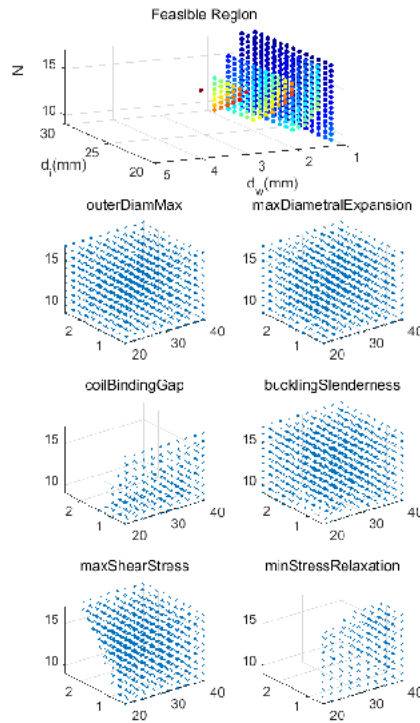 Feasible Region
N
15
10
30
25
20
5
4
3
2
1
d_i(mm)
d_w(mm)
outerDiamMax maxDiametralExpansion
15 15
10 10
2 1 20 30 40 2 1 20 30 40
coilBindingGap bucklingSlenderness
15 15
10 10
2 1 20 30 40 2 1 20 30 40
maxShearStress minStressRelaxation
15 15
10 10
2 1 20 30 40 2 1 20 30 40